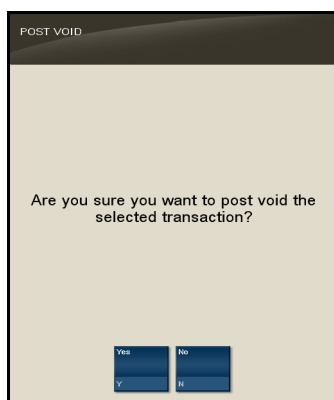 POST VOID
Are you sure you want to post void the
selected transaction?
Yes No
Y N